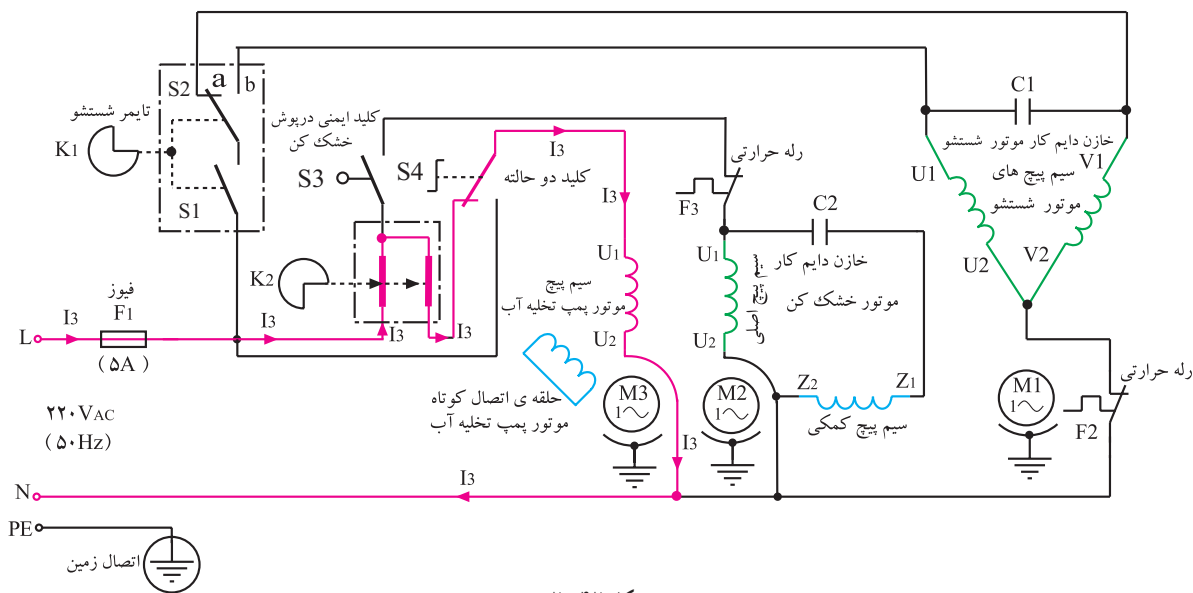 S2
a
b
C1
تایمر شستشو
K1
S1
کلید ایمنی درپوش
خشک کن
S3
S4
کلید دو حالته
I3
I3
رله حرارتی
F3
خازن دایم کار موتور شستشو
سیم پیچ های
موتور شستشو
U1
V1
U2
V2
K2
C2
خازن دایم کار
موتور خشک کن
U1
سیم پیچ
موتور پمپ تخلیه آب
U2
U1
سیم پیچ اصلی
U2
فیوز
F1
L
I3
I3
I3
I3
(۵A)
۲۲۰VAC
(۵۰Hz)
حلقه ی اتصال کوتاه
موتور پمپ تخلیه آب
M3
1
M2
1
Z2
Z1
سیم پیچ کمکی
M1
1
رله حرارتی
F2
I3
N
I3
PE
اتصال زمین